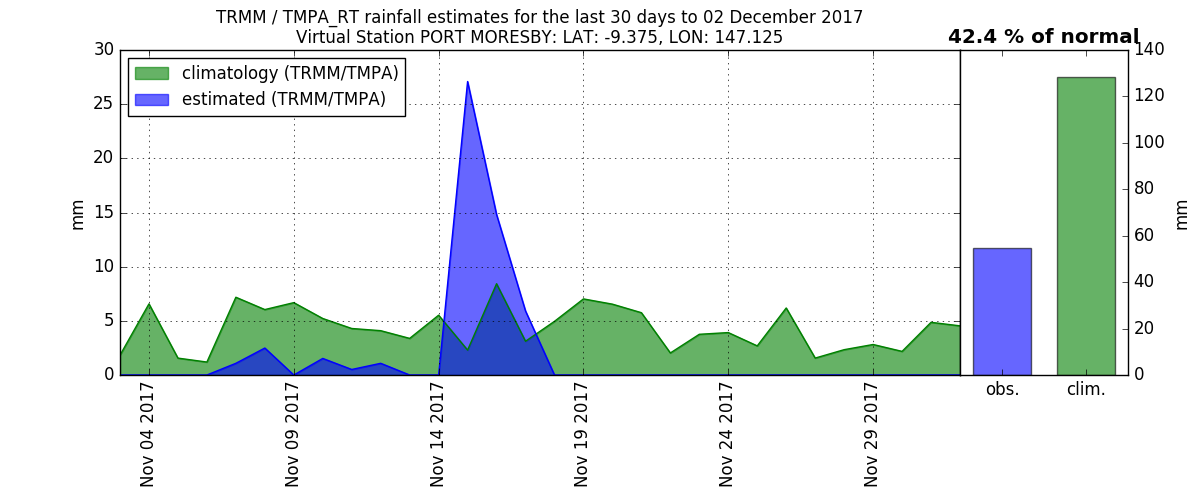 TRMM / TMPA_RT rainfall estimates for the last 30 days to 02 December 2017
Virtual Station PORT MORESBY: LAT: -9.375, LON: 147.125
42.4 % of normal
climatology (TRMM/TMPA)
estimated (TRMM/TMPA)
30
25
20
15
10
5
0
mm
Nov 04 2017
Nov 09 2017
Nov 14 2017
Nov 19 2017
Nov 24 2017
Nov 29 2017
140
120
100
80
60
40
20
0
mm
obs.
clim.